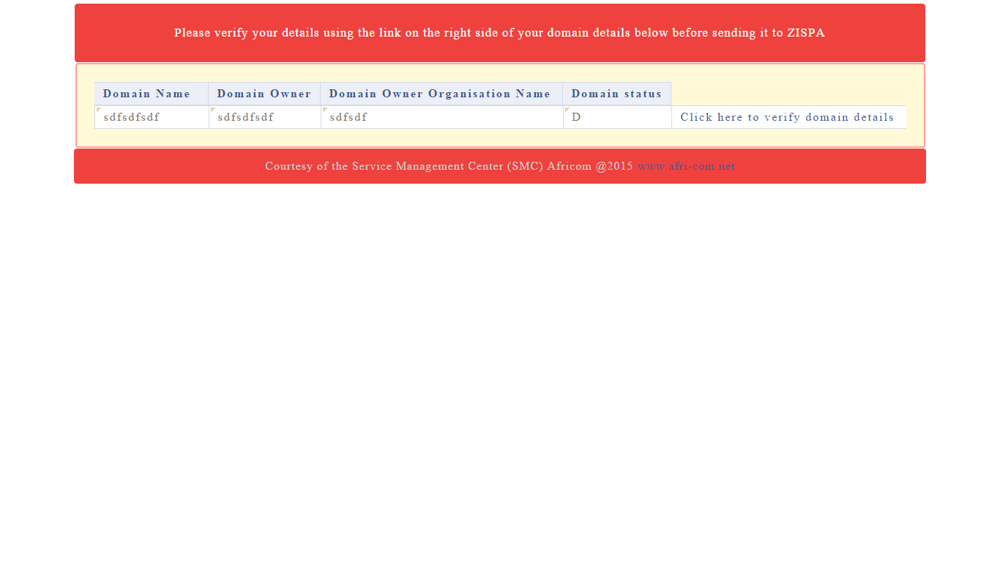 Please verify your details using the link on the right side of your domain details below before sending it to ZISPA
Domain Name Domain Owner Domain Owner Organisation Name Domain status
sdfsdfsdf sdfsdfsdf sdfsdf D Click here to verify domain details
Courtesy of the Service Management Center (SMC) Africom @2015 www.afri-com.net